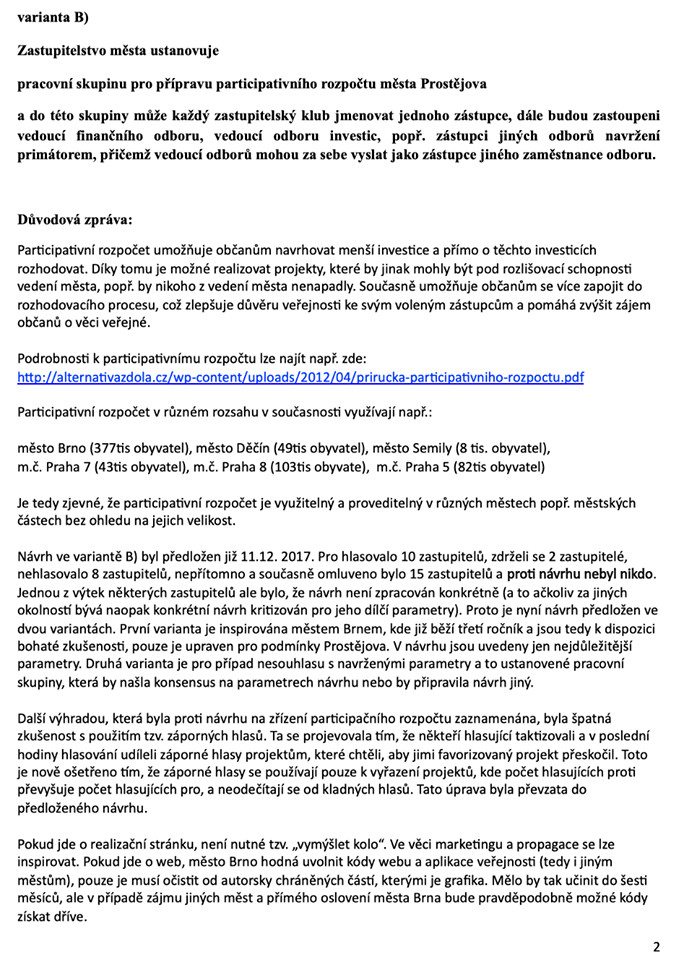 varianta B)
Zastupitelstvo města ustanovuje
pracovní skupinu pro přípravu participativního rozpočtu města Prostějova
a do této skupiny může každý zastupitelský klub jmenovat jednoho zástupce, dále budou zastoupeni
vedoucí finančního odboru, vedoucí odboru investic, popř. zástupci jiných odborů navržení
primátorem, přičemž vedoucí odborů mohou za sebe vyslat jako zástupce jiného zaměstnance odboru.
Důvodová zpráva:
Participativní rozpočet umožňuje občanům navrhovat menší investice a přímo o těchto investicích
rozhodovat. Díky tomu je možné realizovat projekty, které by jinak mohly být pod rozlišovací schopnosti
vedení města, popř. by nikoho z vedení města nenapadly. Současně umožňuje občanům se více zapojit do
rozhodovacího procesu, což zlepšuje důvěru veřejnosti ke svým voleným zástupcům a pomáhá zvýšit zájem
občanů o věci veřejné.
Podrobnosti k participativnímu rozpočtu lze najít např. zde:
http://alternativazdola.cz/wp-content/uploads/2012/04/prirucka-participativniho-rozpoctu.pdf
Participativní rozpočet v různém rozsahu v současnosti využívají např.:
město Brno (377tis obyvatel), město Děčín (49tis obyvatel), město Semily (8 tis. obyvatel),
m.č. Praha 7 (43tis obyvatel), m.č. Praha 8 (103tis obyvate), m.č. Praha 5 (82tis obyvatel)
Je tedy zjevné, že participativní rozpočet je využitelný a proveditelný v různých městech popř. městských
částech bez ohledu na jejich velikost.
Návrh ve variantě B) byl předložen již 11.12. 2017. Pro hlasovalo 10 zastupitelů, zdrželi se 2 zastupitelé,
nehlasovalo 8 zastupitelů, nepřítomno a současně omluveno bylo 15 zastupitelů a proti návrhu nebyl nikdo.
Jednou z výtek některých zastupitelů ale bylo, že návrh není zpracován konkrétně (a to ačkoliv za jiných
okolností bývá naopak konkrétní návrh kritizován pro jeho dílčí parametry). Proto je nyní návrh předložen ve
dvou variantách. První varianta je inspirována městem Brnem, kde již běží třetí ročník a jsou tedy k dispozici
bohaté zkušenosti, pouze je upraven pro podmínky Prostějova. V návrhu jsou uvedeny jen nejdůležitější
parametry. Druhá varianta je pro případ nesouhlasu s navrženými parametry a to ustanovené pracovní
skupiny, která by našla konsensus na parametrech návrhu nebo by připravila návrh jiný.
Další výhradou, která byla proti návrhu na zřízení participačního rozpočtu zaznamenána, byla špatná
zkušenost s použitím tzv. záporných hlasů. Ta se projevovala tím, že někteří hlasující taktizovali a v poslední
hodiny hlasování udíleli záporné hlasy projektům, které chtěli, aby jimi favorizovaný projekt přeskočil. Toto
je nově ošetřeno tím, že záporné hlasy se používají pouze k vyřazení projektů, kde počet hlasujících proti
převyšuje počet hlasujících pro, a neodečítají se od kladných hlasů. Tato úprava byla převzata do
předloženého návrhu.
Pokud jde o realizační stránku, není nutné tzv. „vymýšlet kolo“. Ve věci marketingu a propagace se lze
inspirovat. Pokud jde o web, město Brno hodná uvolnit kódy webu a aplikace veřejnosti (tedy i jiným
městům), pouze je musí očistit od autorsky chráněných částí, kterými je grafika. Mělo by tak učinit do šesti
měsíců, ale v případě zájmu jiných měst a přímého oslovení města Brna bude pravděpodobně možné kódy
získat dříve.
2